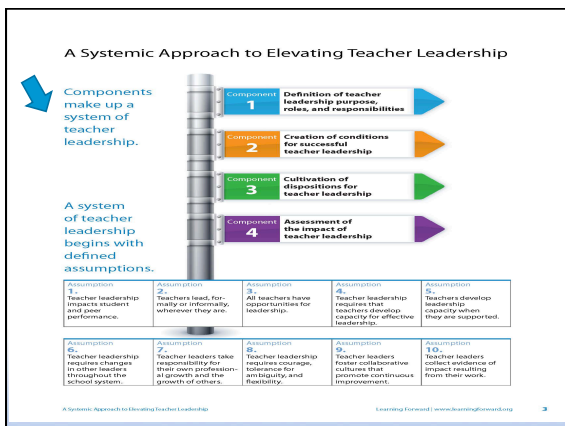 A Systemic Approach to Elevating Teacher Leadership
Components
make up a
system of
teacher
leadership.
Component
1
Definition of teacher
leadership purpose,
roles, and responsibilities
Component
2
Creation of conditions
for successful
teacher leadership
Component
3
Cultivation of
dispositions for
teacher leadership
Component
4
Assessment of
the impact of
teacher leadership
A system
of teacher
leadership
begins with
defined
assumptions.
Assumption
1.
Teacher leadership
impacts student
and peer
performance.
Assumption
2.
Teachers lead, for-
mally or informally,
wherever they are.
Assumption
3.
All teachers have
opportunities for
leadership.
Assumption
4.
Teacher leadership
requires that
teachers develop
capacity for effective
leadership.
Assumption
5.
Teachers develop
leadership
capacity when
they are supported.
Assumption
6.
Teacher leadership
requires changes
in other leaders
throughout the
school system.
Assumption
7.
Teacher leaders take
responsibility for
their own profession-
al growth and the
growth of others.
Assumption
8.
Teacher leadership
requires courage,
tolerance for
ambiguity, and
flexibility.
Assumption
9.
Teacher leaders
foster collaborative
cultures that
promote continuous
improvement.
Assumption
10.
Teacher leaders
collect evidence of
impact resulting
from their work.
A Systemic Approach to Elevating Teacher Leadership
Learning Forward | www.learningforward.org
3